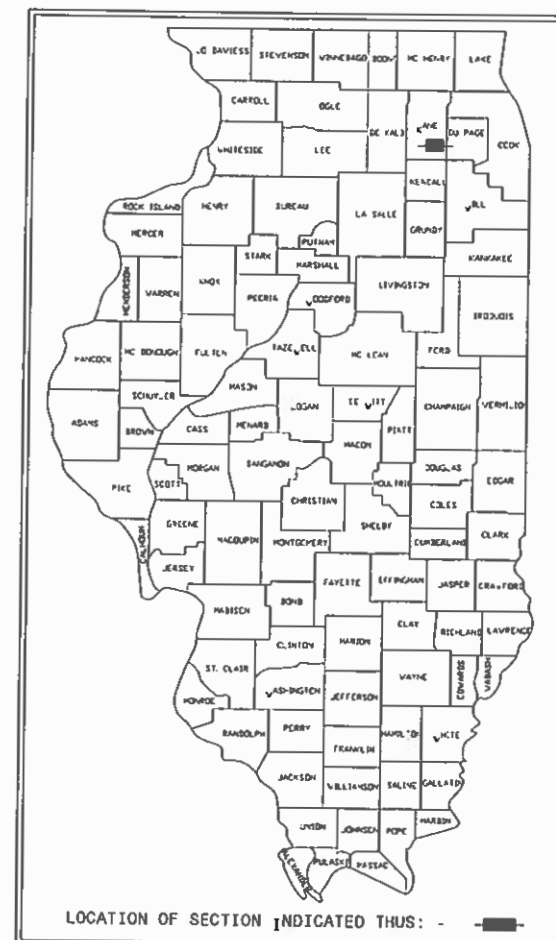 JO DAVIESS STEVENSON WINNEBAGO BOONE MC HENRY LAKE
CARROLL OGLE DE KALB KANE DU PAGE COOK
WHITESIDE LEE
KENDALL WILL
ROCK ISLAND HENRY BUREAU LA SALLE GRUNDY
MERCER PUTNAM
STARK MARSHALL KANKAKEE
HENDERSON WARREN KNOX PEORIA WOODFORD LIVINGSTON IROQUOIS
HANCOCK MC DONOUGH FULTON TAZEWELL MC LEAN FORD
SCHUYLER MASON LOGAN DE WITT CHAMPAIGN VERMILIO
ADAMS BROWN CASS MENARD MACON PIATT
PIKE SCOTT MORGAN SANGAMON MOULTRIE DOUGLAS EDGAR
CHRISTIAN COLES
CALHOUN GREENE MACOUPIN MONTGOMERY SHELBY CUMBERLAND CLARK
JERSEY FAYETTE EFFINGHAM JASPER CRAWFORD
MADISON BOND CLAY
CLINTON MARION RICHLAND LAWRENCE
ST. CLAIR WAYNE EDWARDS WABASH
MONROE WASHINGTON JEFFERSON
RANDOLPH PERRY HAMILTON WHITE
FRANKLIN
JACKSON WILLIAMSON SALINE GALLATIN
UNION JOHNSON POPE HARDIN
ALEXANDER PULASKI MASSAC
LOCATION OF SECTION INDICATED THUS: -